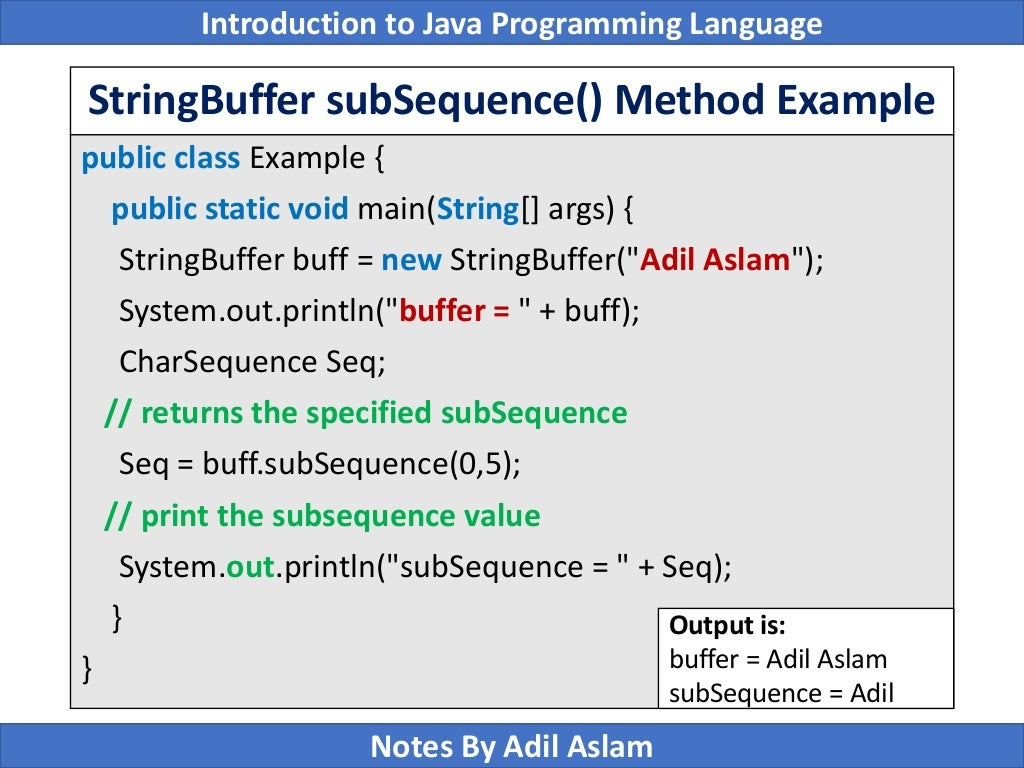 Introduction to Java Programming Language
StringBuffer subSequence() Method Example
public class Example {
public static void main(String[] args) {
StringBuffer buff = new StringBuffer("Adil Aslam");
System.out.println("buffer = " + buff);
CharSequence Seq;
// returns the specified subSequence
Seq = buff.subSequence(0,5);
// print the subsequence value
System.out.println("subSequence = " + Seq);
}
}
Output is:
buffer = Adil Aslam
subSequence = Adil
Notes By Adil Aslam